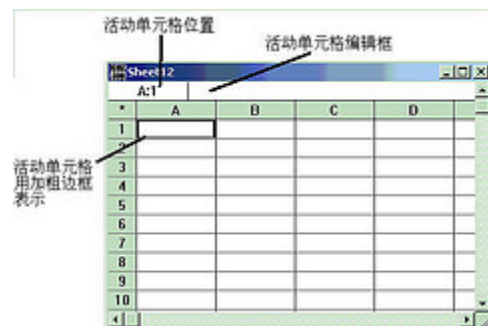 活动单元格位置
活动单元格编辑框
Sheet12
A:1
* A B C D
1
2
3
活动单元格
用加粗边框
表示
4
5
6
7
8
9
10